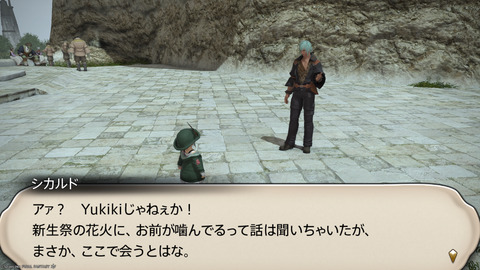 シカルド
アァ？　Yukikiじゃねぇか！
新生祭の花火に、お前が噛んでるって話は聞いちゃいたが、
まさか、ここで会うとはな。